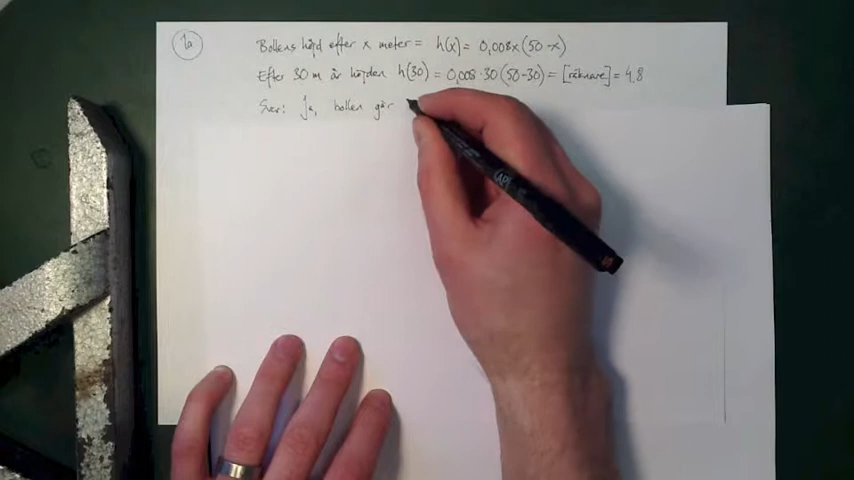 1a
Bollens höjd efter x meter = h(x) = 0,008x(50-x)
Efter 30 m är höjden h(30) = 0,008·30(50-30) = [räknare] = 4,8
Svar: Ja, bollen går